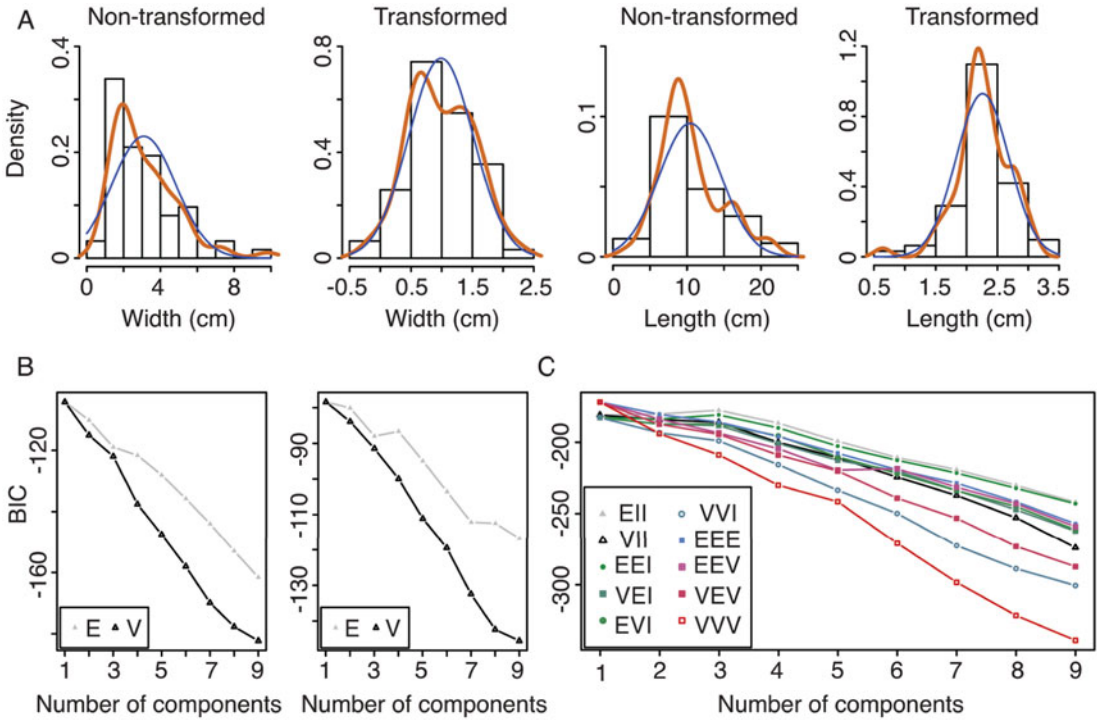 A Non-transformed Transformed Non-transformed Transformed
Density
0 0.2 0.4
0 0.4 0.8
0 0.1
0 0.4 0.8 1.2
0 4 8
-0.5 0.5 1.5 2.5
0 10 20
0.5 1.5 2.5 3.5
Width (cm) Width (cm) Length (cm) Length (cm)
B
BIC
-120
-160
-90
-110
-130
E V
E V
1 3 5 7 9
1 3 5 7 9
Number of components Number of components
C
-200
-250
-300
EII VVI
VII EEE
EEI EEV
VEI VEV
EVI VVV
1 2 3 4 5 6 7 8 9
Number of components